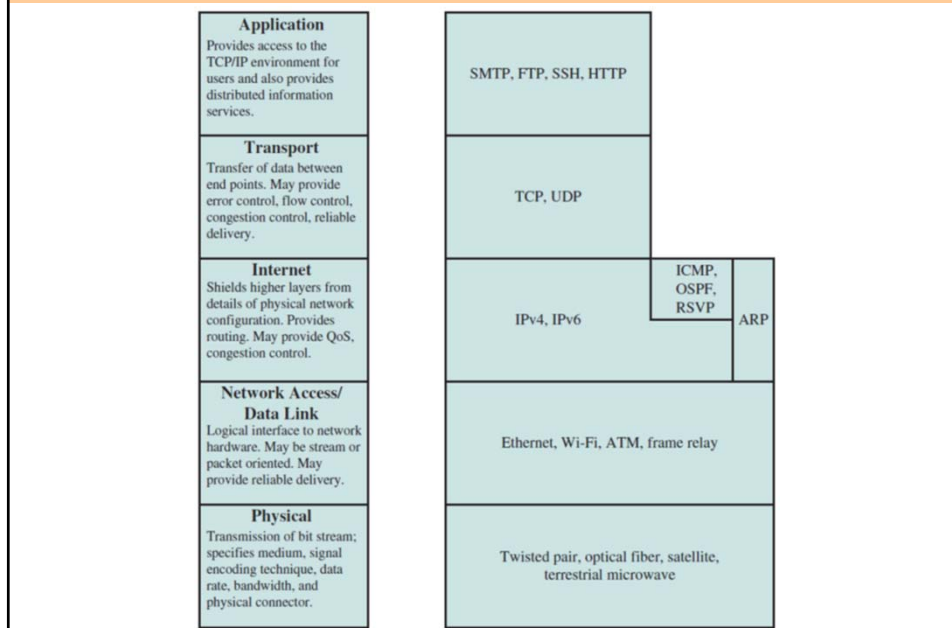 Application
Provides access to the
TCP/IP environment for
users and also provides
distributed information
services.
SMTP, FTP, SSH, HTTP
Transport
Transfer of data between
end points. May provide
error control, flow control,
congestion control, reliable
delivery.
TCP, UDP
Internet
Shields higher layers from
details of physical network
configuration. Provides
routing. May provide QoS,
congestion control.
IPv4, IPv6
ICMP,
OSPF,
RSVP
ARP
Network Access/
Data Link
Logical interface to network
hardware. May be stream or
packet oriented. May
provide reliable delivery.
Ethernet, Wi-Fi, ATM, frame relay
Physical
Transmission of bit stream;
specifies medium, signal
encoding technique, data
rate, bandwidth, and
physical connector.
Twisted pair, optical fiber, satellite,
terrestrial microwave